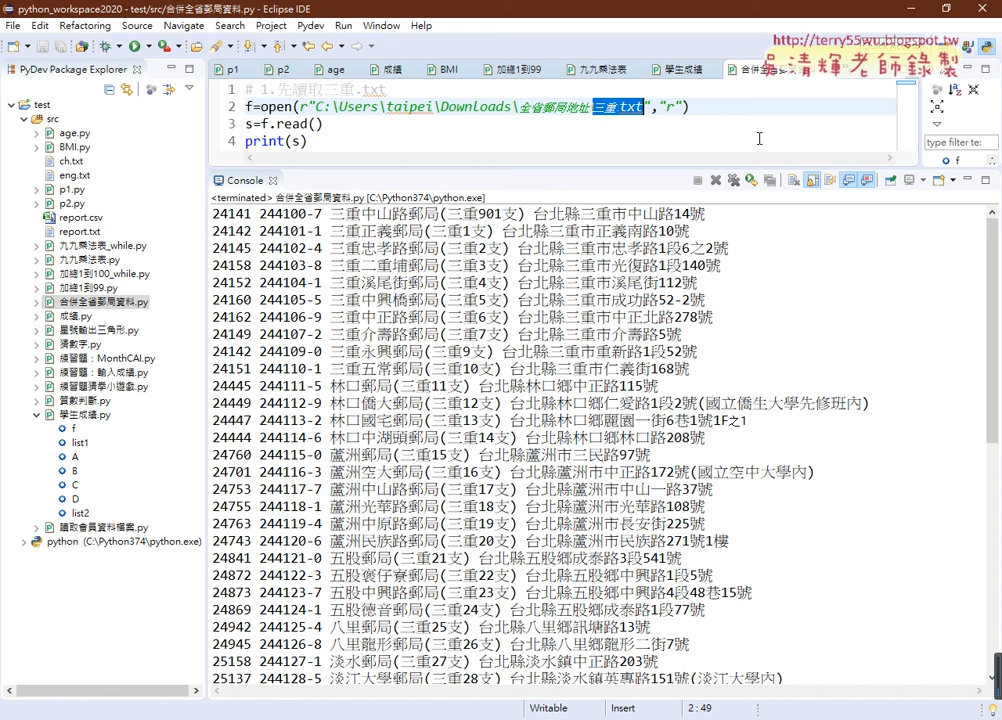 python_workspace2020 - test/src/合併全省郵局資料.py - Eclipse IDE
File Edit Refactoring Source Navigate Search Project Pydev Run Window Help
http://terry55wu.blogspot.tw
吳清輝老師錄製
PyDev Package Explorer
p1 p2 age 成績 BMI 加總1到99 九九乘法表 學生成績
test
src
age.py
BMI.py
ch.txt
eng.txt
p1.py
p2.py
report.csv
report.txt
九九乘法表_while.py
九九乘法表.py
加總1到100_while.py
加總1到99.py
合併全省郵局資料.py
成績.py
星號輸出三角形.py
猜數字.py
練習題：MonthCAl.py
練習題：輸入成績.py
練習題猜學小遊戲.py
質數判斷.py
學生成績.py
f
list1
A
B
C
D
list2
讀取會員資料檔案.py
python (C:\Python374\python.exe)
1 # 1.先讀取三重.txt
2 f=open(r"C:\Users\taipei\Downloads\全省郵局地址\三重.txt","r")
3 s=f.read()
4 print(s)
type filter te:
f
Console
<terminated> 合併全省郵局資料.py [C:\Python374\python.exe]
24141 244100-7 三重中山路郵局(三重901支) 台北縣三重市中山路14號
24145 244101-1 三重正義郵局(三重1支) 台北縣三重市正義南路10號
24145 244102-4 三重忠孝路郵局(三重2支) 台北縣三重市忠孝路1段6之2號
24158 244103-8 三重二重埔郵局(三重3支) 台北縣三重市光復路1段140號
24152 244104-1 三重溪尾街郵局(三重4支) 台北縣三重市溪尾街112號
24160 244105-5 三重中興橋郵局(三重5支) 台北縣三重市成功路52-2號
24162 244106-9 三重中正路郵局(三重6支) 台北縣三重市中正北路278號
24149 244107-2 三重介壽路郵局(三重7支) 台北縣三重市介壽路5號
24142 244109-0 三重永興郵局(三重9支) 台北縣三重市重新路1段52號
24151 244110-2 三重五常郵局(三重10支) 台北縣三重市仁義街168號
24445 244111-5 林口郵局(三重11支) 台北縣林口鄉中正路115號
24449 244112-9 林口僑大郵局(三重12支) 台北縣林口鄉仁愛路1段2號(國立僑生大學先修班內)
24447 244113-2 林口國宅郵局(三重13支) 台北縣林口鄉麗園一街6巷1號1F之1
24444 244114-6 林口中湖頭郵局(三重14支) 台北縣林口鄉林口路208號
24760 244115-0 蘆洲郵局(三重15支) 台北縣蘆洲市三民路97號
24701 244116-3 蘆洲空大郵局(三重16支) 台北縣蘆洲市中正路172號(國立空中大學內)
24753 244117-7 蘆洲中山路郵局(三重17支) 台北縣蘆洲市中山一路37號
24755 244118-1 蘆洲光華路郵局(三重18支) 台北縣蘆洲市光華路108號
24763 244119-4 蘆洲中原路郵局(三重19支) 台北縣蘆洲市長安街225號
24743 244120-6 蘆洲民族路郵局(三重20支) 台北縣蘆洲市民族路271號1樓
24841 244121-0 五股郵局(三重21支) 台北縣五股鄉成泰路3段541號
24872 244122-3 五股褒仔寮郵局(三重22支) 台北縣五股鄉中興路1段5號
24873 244123-7 五股中興路郵局(三重23支) 台北縣五股鄉中興路4段48巷15號
24869 244124-1 五股德音郵局(三重24支) 台北縣五股鄉成泰路1段77號
24942 244125-4 八里郵局(三重25支) 台北縣八里鄉訊塘路13號
24945 244126-8 八里龍形郵局(三重26支) 台北縣八里鄉龍形二街7號
25158 244127-1 淡水郵局(三重27支) 台北縣淡水鎮中正路203號
25137 244128-5 淡江大學郵局(三重28支) 台北縣淡水鎮英專路151號(淡江大學內)
Writable Insert 2:49